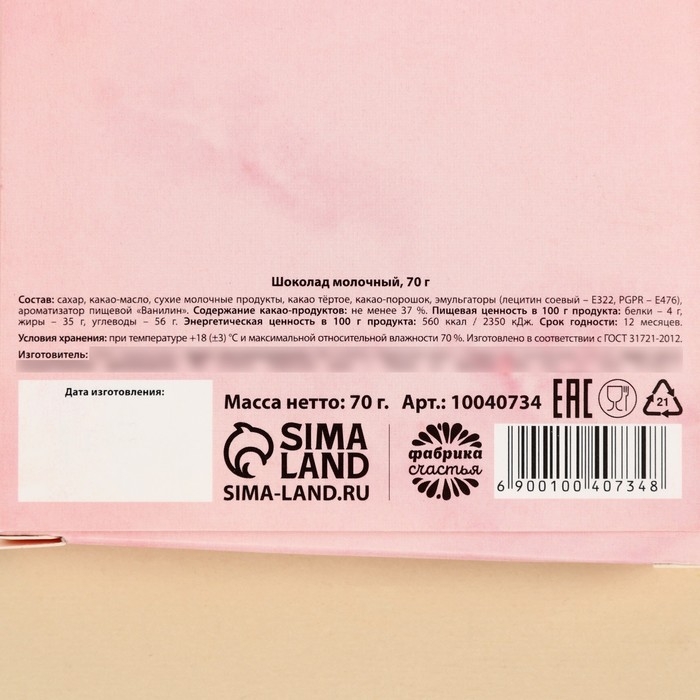 Шоколад молочный, 70 г
Состав: сахар, какао-масло, сухие молочные продукты, какао тёртое, какао-порошок, эмульгаторы (лецитин соевый – Е322, PGPR – Е476),
ароматизатор пищевой «Ванилин». Содержание какао-продуктов: не менее 37 %. Пищевая ценность в 100 г продукта: белки – 4 г,
жиры – 35 г, углеводы – 56 г. Энергетическая ценность в 100 г продукта: 560 ккал / 2350 кДж. Срок годности: 12 месяцев.
Условия хранения: при температуре +18 (±3) °С и максимальной относительной влажности 70 %. Изготовлено в соответствии с ГОСТ 31721-2012.
Изготовитель:
Дата изготовления:
Масса нетто: 70 г. Арт.: 10040734 EAC 21
SIMA
LAND
SIMA-LAND.RU
фабрика
счастья
6 900100 407348